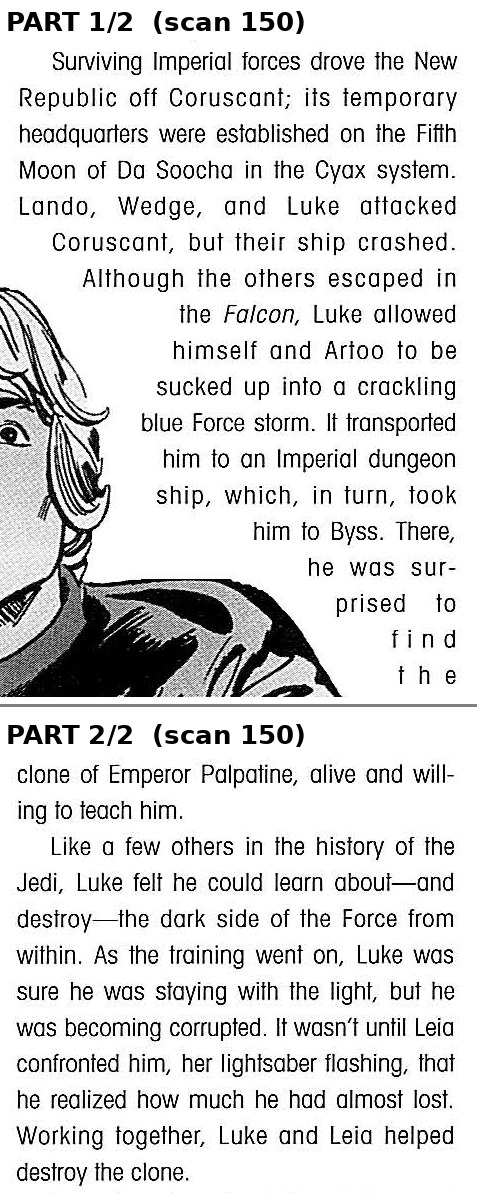 PART 1/2 (scan 150)
Surviving Imperial forces drove the New
Republic off Coruscant; its temporary
headquarters were established on the Fifth
Moon of Da Soocha in the Cyax system.
Lando, Wedge, and Luke attacked
Coruscant, but their ship crashed.
Although the others escaped in
the Falcon, Luke allowed
himself and Artoo to be
sucked up into a crackling
blue Force storm. It transported
him to an Imperial dungeon
ship, which, in turn, took
him to Byss. There,
he was sur-
prised to
find
the
PART 2/2 (scan 150)
clone of Emperor Palpatine, alive and will-
ing to teach him.
Like a few others in the history of the
Jedi, Luke felt he could learn about—and
destroy—the dark side of the Force from
within. As the training went on, Luke was
sure he was staying with the light, but he
was becoming corrupted. It wasn't until Leia
confronted him, her lightsaber flashing, that
he realized how much he had almost lost.
Working together, Luke and Leia helped
destroy the clone.